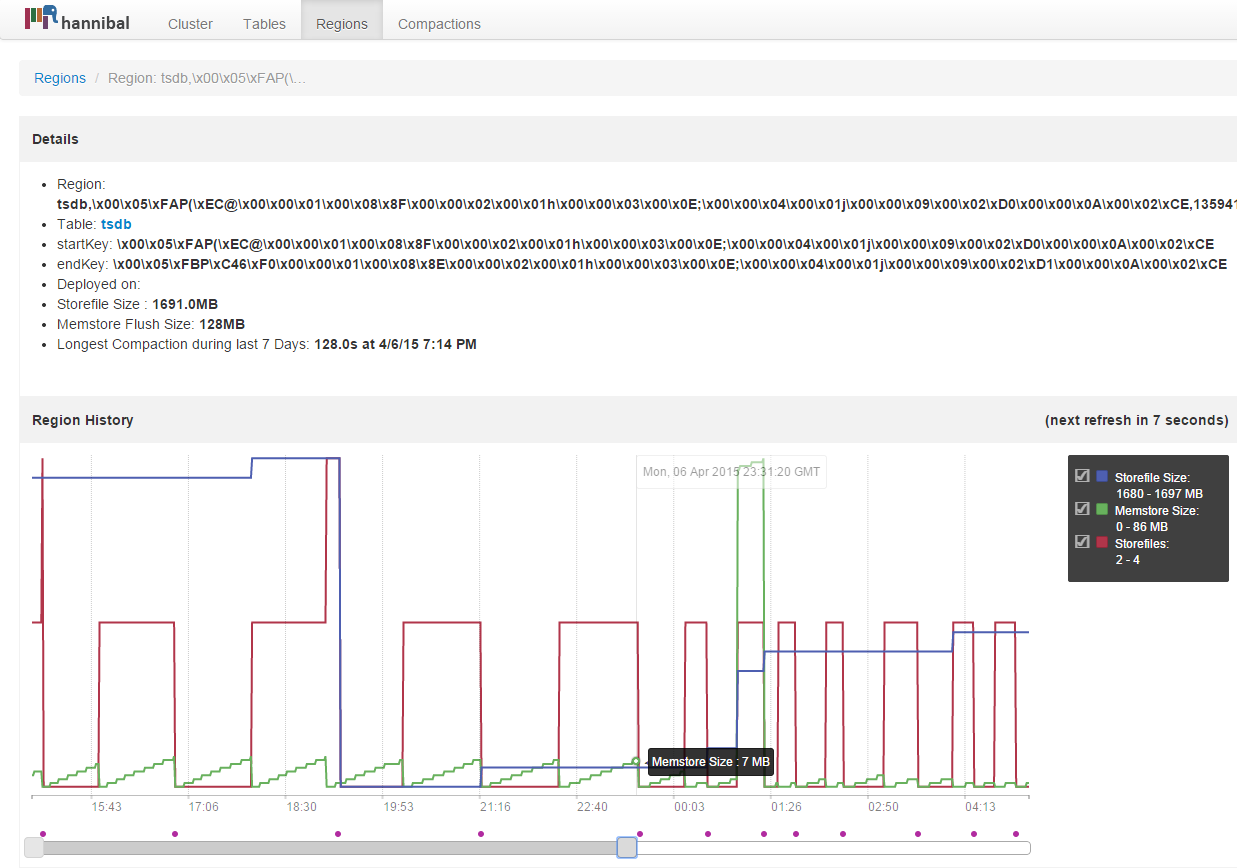 hannibal Cluster Tables Regions Compactions
Regions / Region: tsdb,\x00\x05\xFAP(\...
Details
Region:
tsdb,\x00\x05\xFAP(\xEC@\x00\x00\x01\x00\x08\x8F\x00\x00\x02\x00\x01h\x00\x00\x03\x00\x0E;\x00\x00\x04\x00\x01j\x00\x00\x09\x00\x02\xD0\x00\x00\x0A\x00\x02\xCE,135941
Table: tsdb
startKey: \x00\x05\xFAP(\xEC@\x00\x00\x01\x00\x08\x8F\x00\x00\x02\x00\x01h\x00\x00\x03\x00\x0E;\x00\x00\x04\x00\x01j\x00\x00\x09\x00\x02\xD0\x00\x00\x0A\x00\x02\xCE
endKey: \x00\x05\xFBP\xC46\xF0\x00\x00\x01\x00\x08\x8E\x00\x00\x02\x00\x01h\x00\x00\x03\x00\x0E;\x00\x00\x04\x00\x01j\x00\x00\x09\x00\x02\xD1\x00\x00\x0A\x00\x02\xCE
Deployed on:
Storefile Size : 1691.0MB
Memstore Flush Size: 128MB
Longest Compaction during last 7 Days: 128.0s at 4/6/15 7:14 PM
Region History (next refresh in 7 seconds)
Mon, 06 Apr 2015 23:31:20 GMT
Storefile Size:
1680 - 1697 MB
Memstore Size:
0 - 86 MB
Storefiles:
2 - 4
Memstore Size : 7 MB
15:43 17:06 18:30 19:53 21:16 22:40 00:03 01:26 02:50 04:13